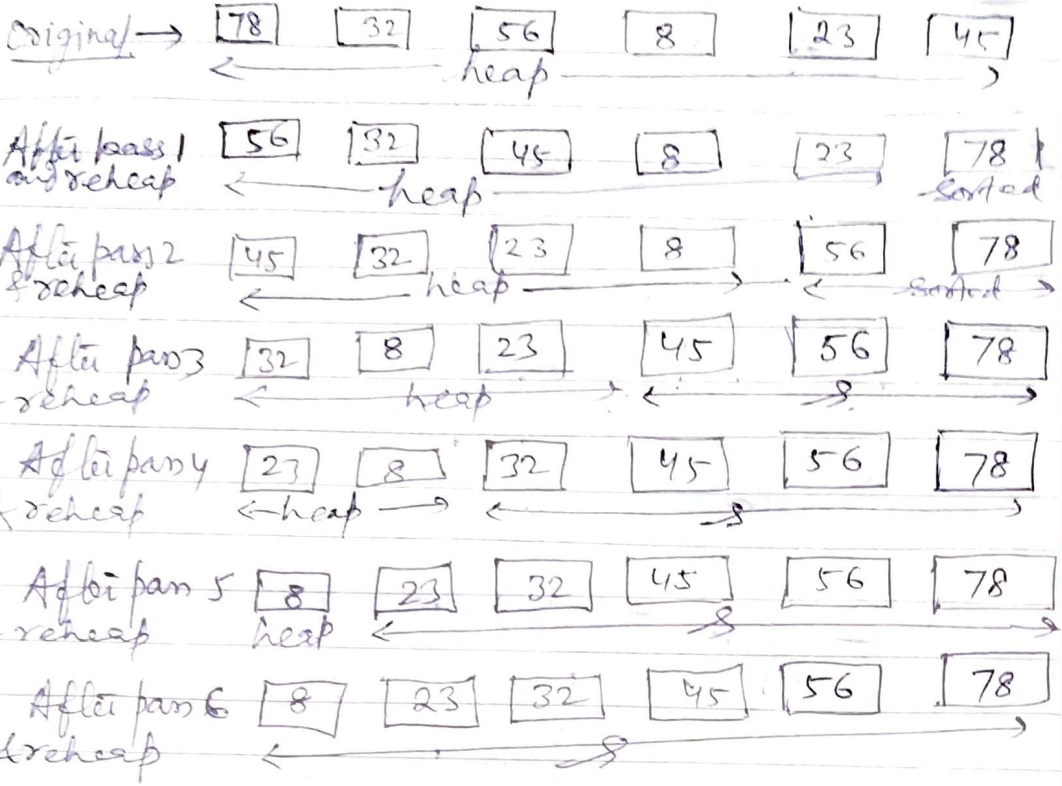 Original → 78 32 56 8 23 45
heap
After pass 1 56 32 45 8 23 78
and reheap heap sorted
After pass 2 45 32 23 8 56 78
& reheap heap sorted
After pass 3 32 8 23 45 56 78
reheap heap S
After pass 4 23 8 32 45 56 78
& reheap heap S
After pass 5 8 23 32 45 56 78
reheap heap S
After pass 6 8 23 32 45 56 78
& reheap S